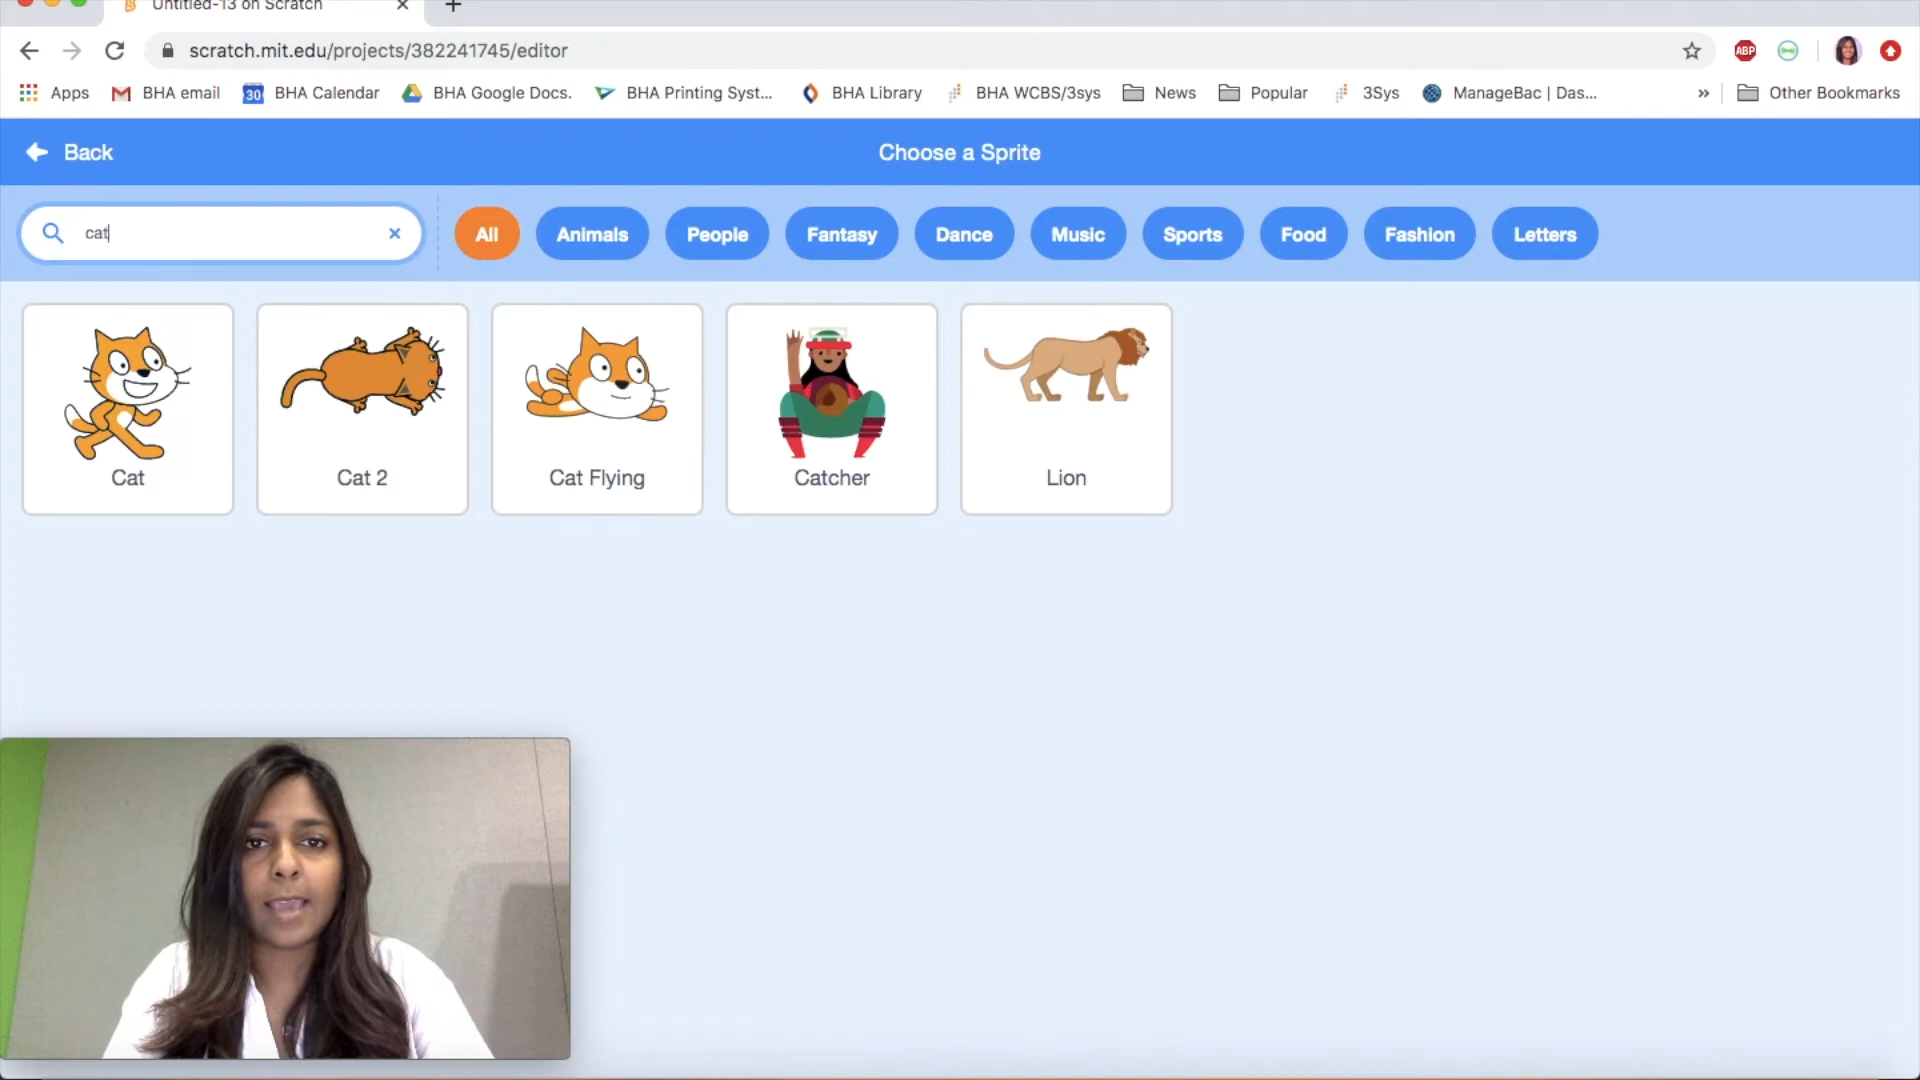 Untitled-13 on Scratch
scratch.mit.edu/projects/382241745/editor
ABP
Apps BHA email 30 BHA Calendar BHA Google Docs. BHA Printing Syst... BHA Library BHA WCBS/3sys News Popular 3Sys ManageBac | Das... » Other Bookmarks
Back Choose a Sprite
cat All Animals People Fantasy Dance Music Sports Food Fashion Letters
Cat Cat 2 Cat Flying Catcher Lion